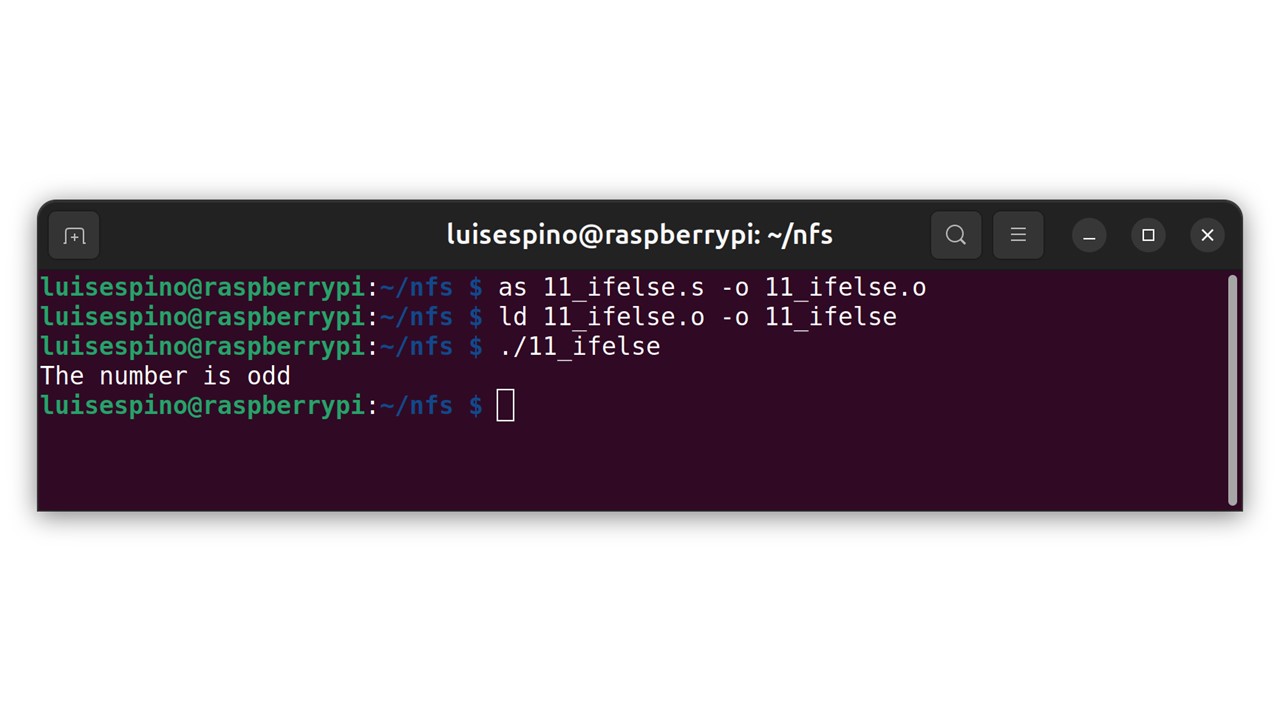 luisespino@raspberrypi: ~/nfs
luisespino@raspberrypi:~/nfs $ as 11_ifelse.s -o 11_ifelse.o
luisespino@raspberrypi:~/nfs $ ld 11_ifelse.o -o 11_ifelse
luisespino@raspberrypi:~/nfs $ ./11_ifelse
The number is odd
luisespino@raspberrypi:~/nfs $